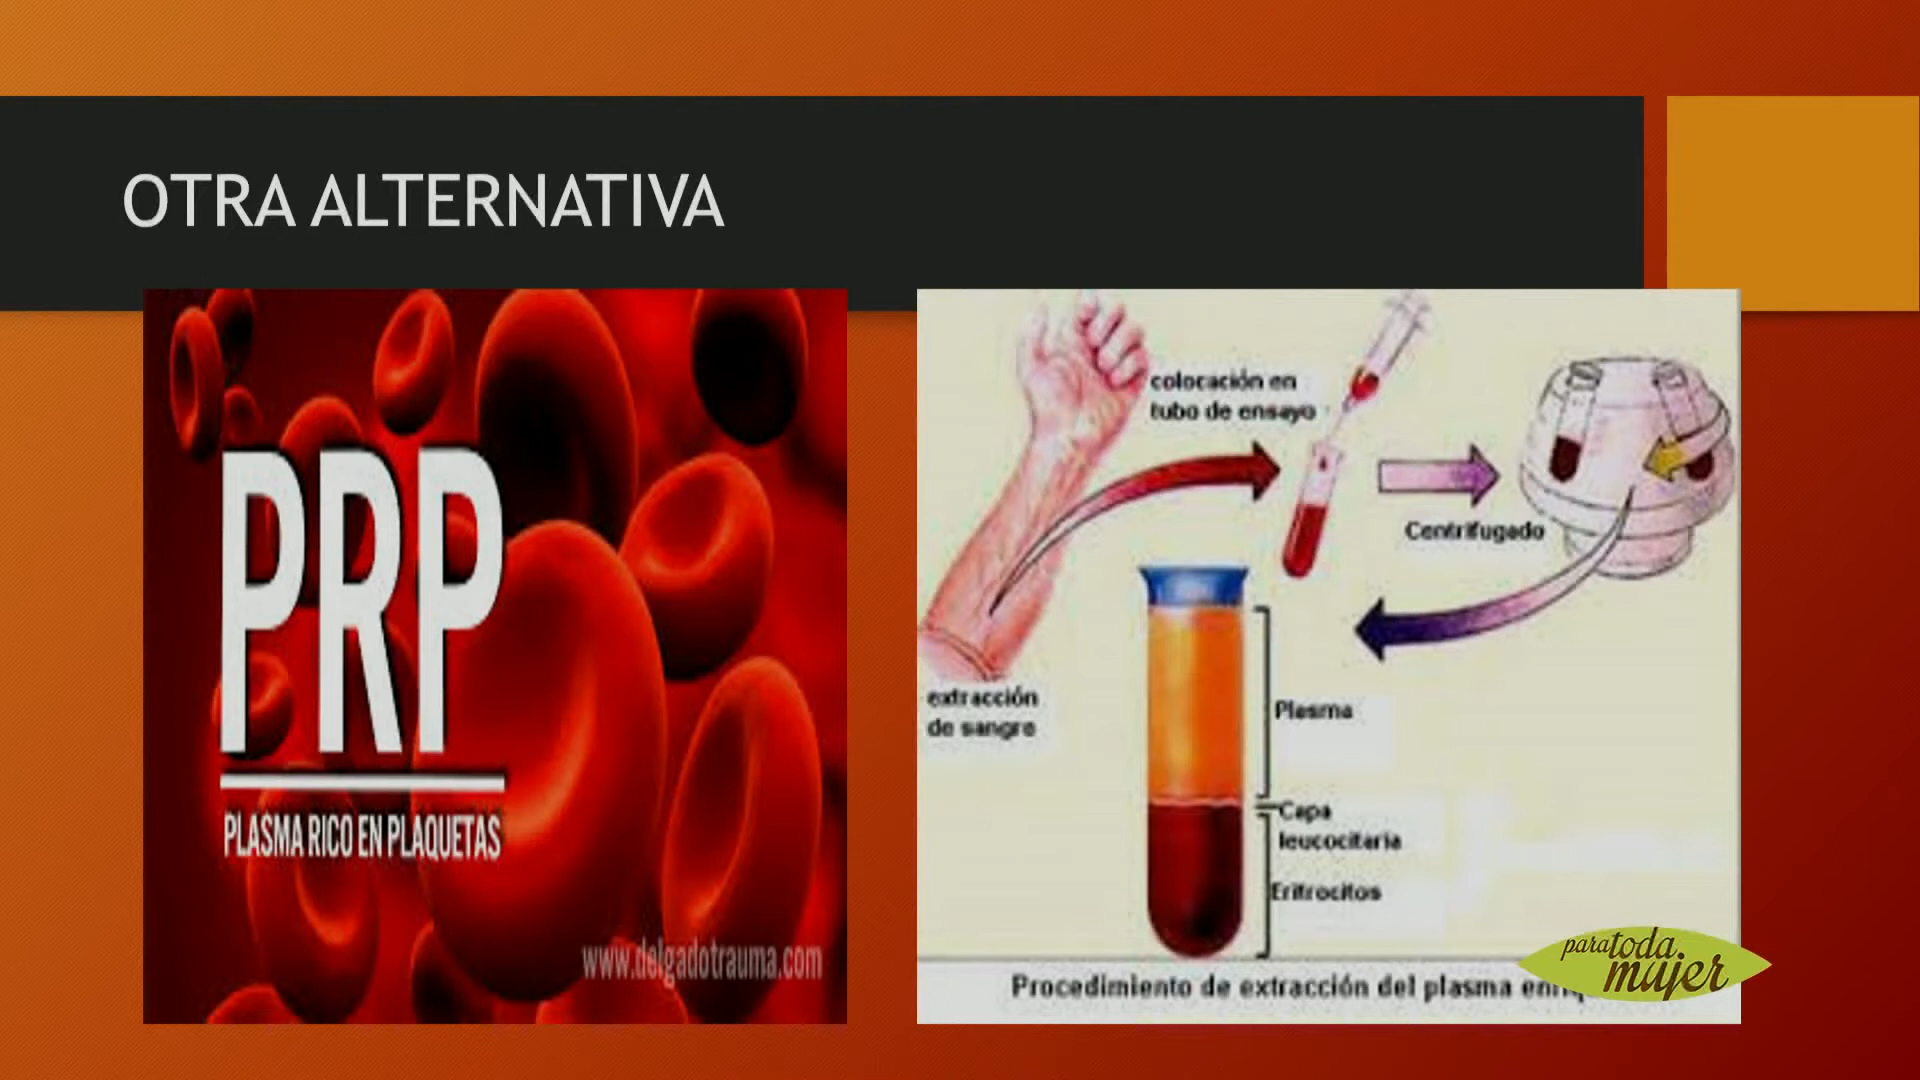 OTRA ALTERNATIVA
PRP
PLASMA RICO EN PLAQUETAS
www.delgadotrauma.com
colocación en
tubo de ensayo
Centrifugado
extracción
de sangre
Plasma
Capa
leucocitaria
Eritrocitos
Procedimiento de extracción del plasma
para toda
mujer